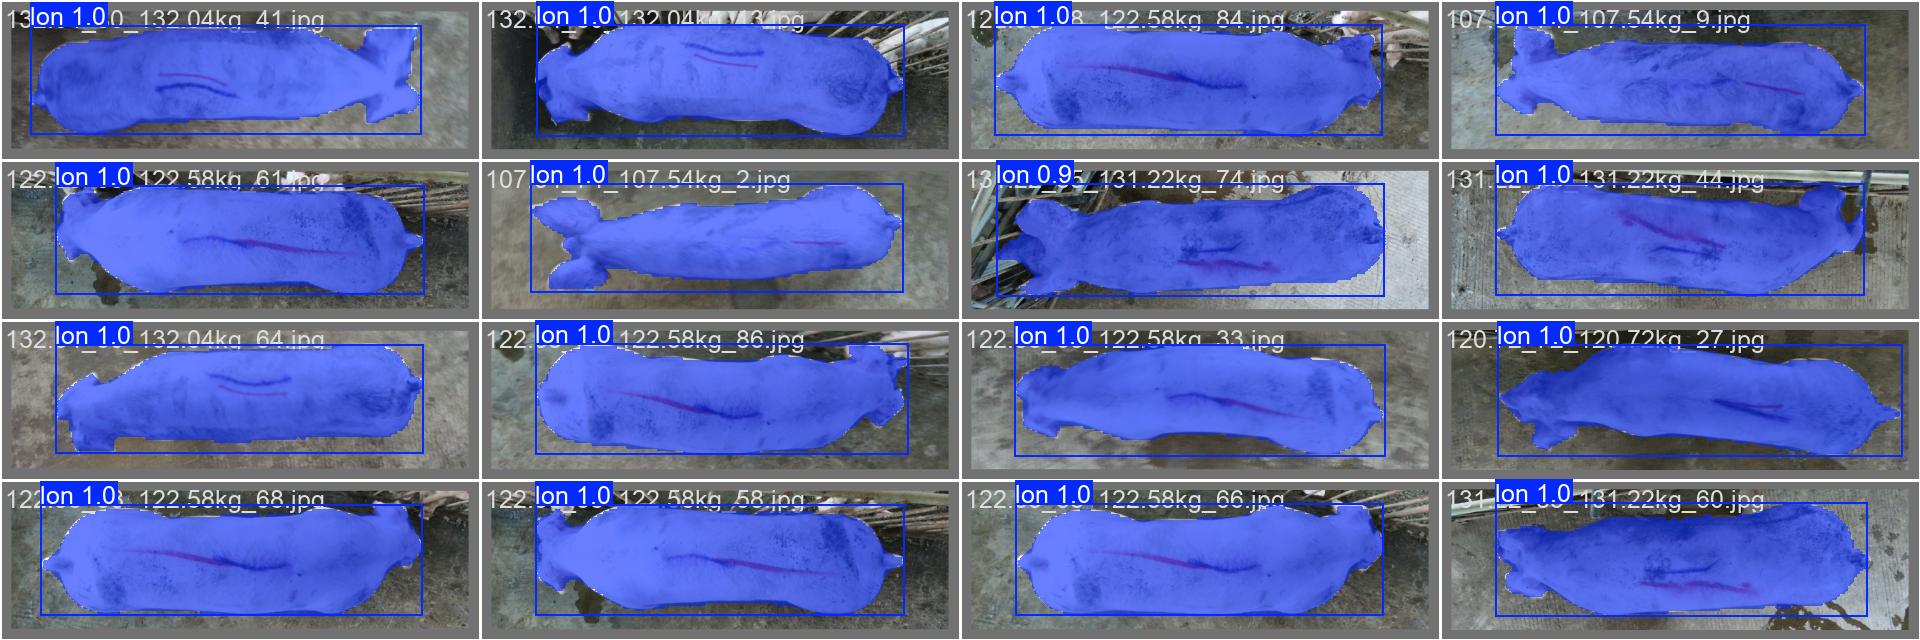 lon 1.0 132.04kg_41.jpg
132. lon 1.0 132.04kg_13.jpg
lon 1.0 122.58kg_84.jpg
107. lon 1.0 107.54kg_9.jpg
122. lon 1.0 122.58kg_61.jpg
107 lon 1.0 107.54kg_2.jpg
lon 0.9 131.22kg_74.jpg
131. lon 1.0 131.22kg_44.jpg
132. lon 1.0 132.04kg_64.jpg
122. lon 1.0 122.58kg_86.jpg
122. lon 1.0 122.58kg_33.jpg
120. lon 1.0 120.72kg_27.jpg
122 lon 1.0 122.58kg_68.jpg
122. lon 1.0 122.58kg_58.jpg
122 lon 1.0 122.58kg_66.jpg
131. lon 1.0 131.22kg_60.jpg